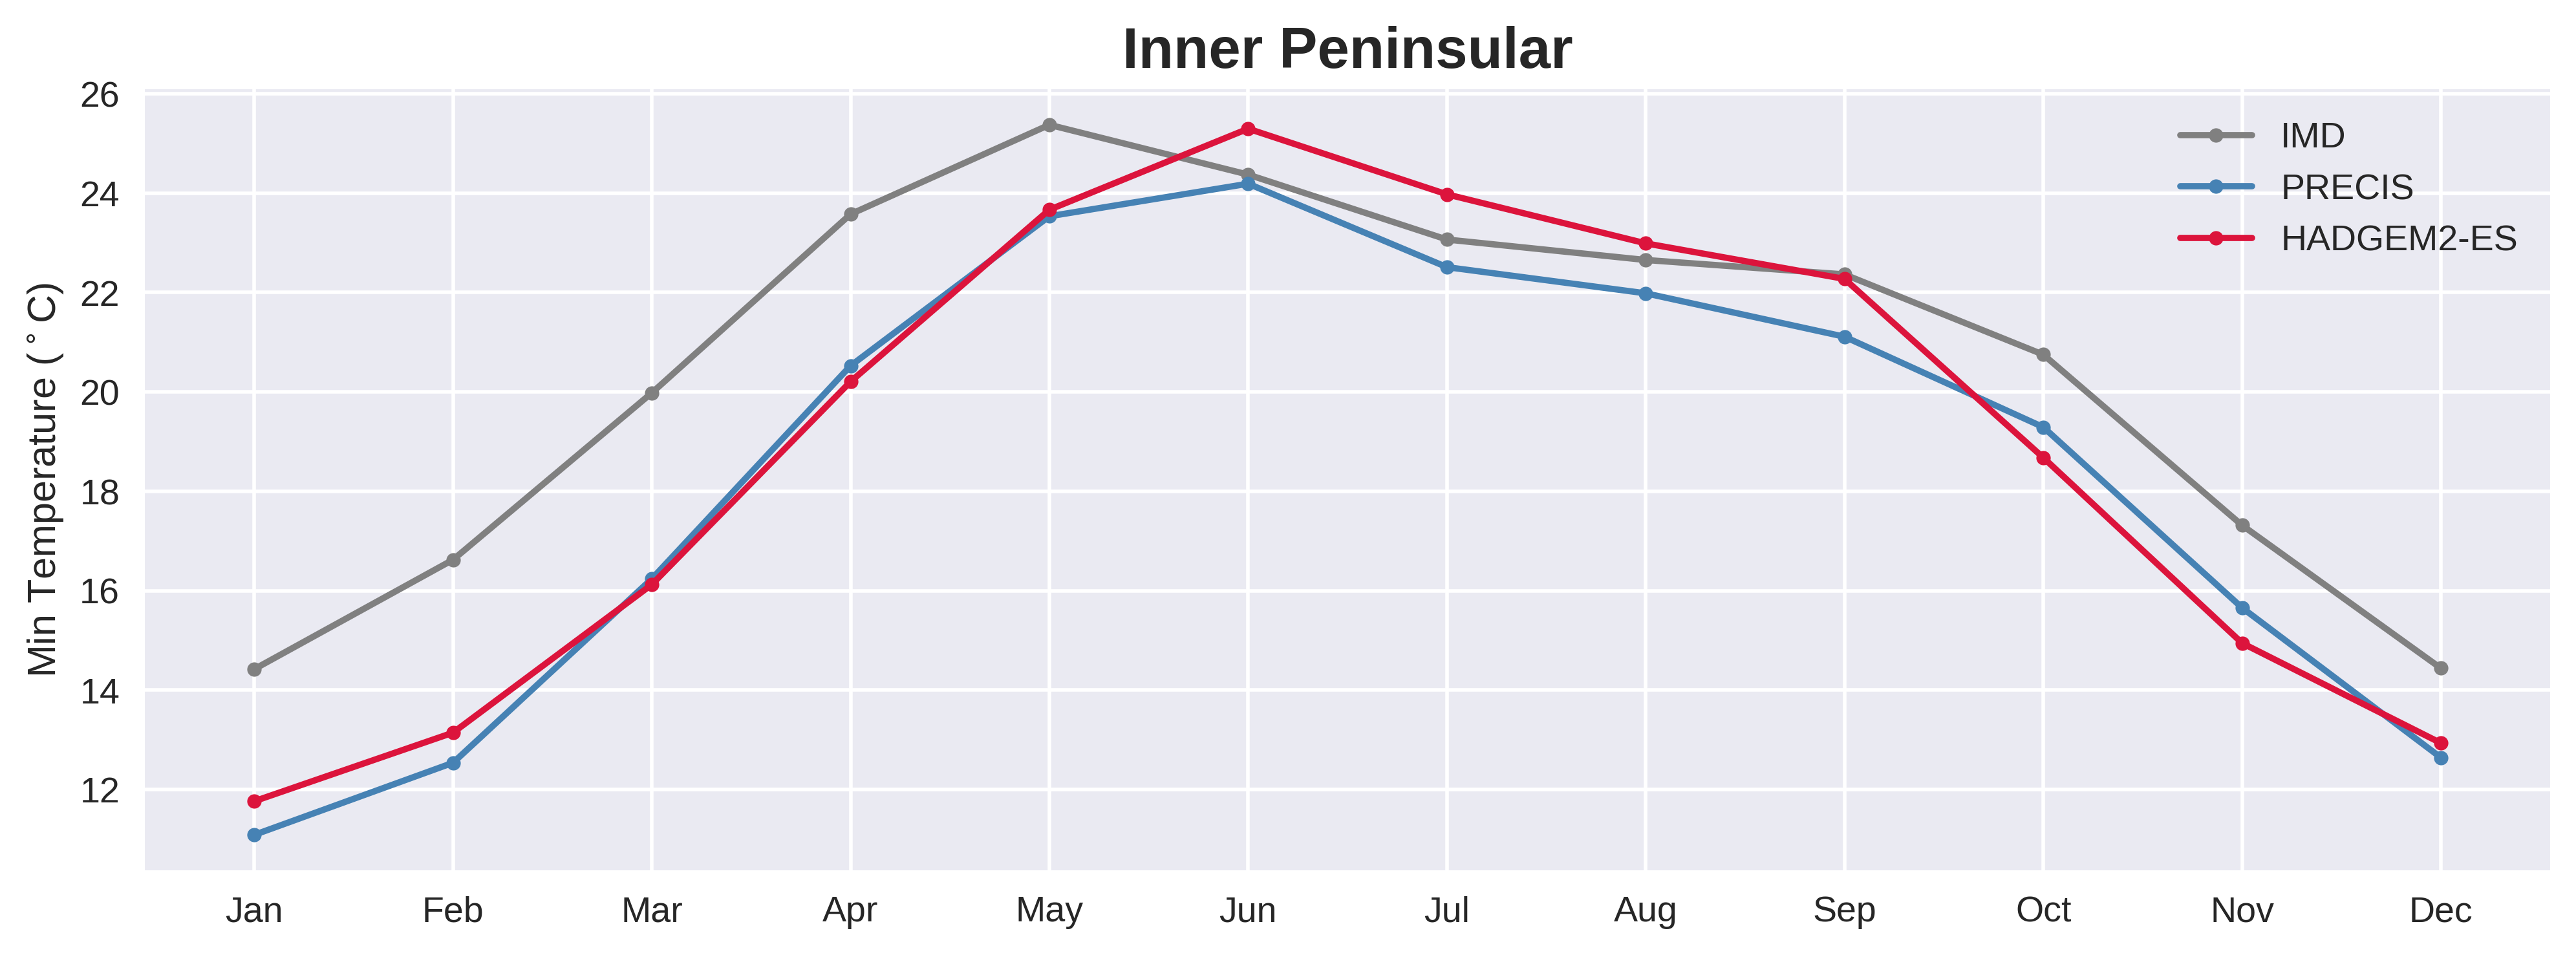 Inner Peninsular
Min Temperature (°C)
26
24
22
20
18
16
14
12
IMD
PRECIS
HADGEM2-ES
Jan Feb Mar Apr May Jun Jul Aug Sep Oct Nov Dec